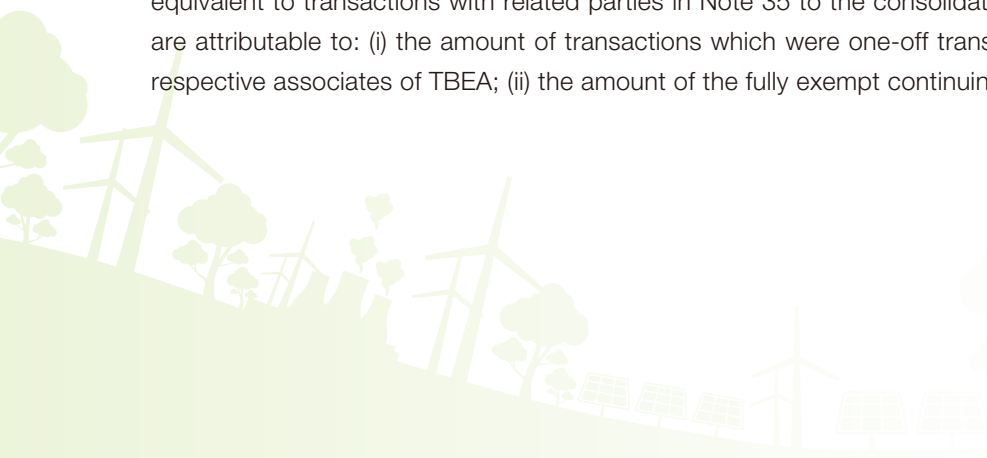 equivalent to transactions with related parties in Note 35 to the consolidat
are attributable to: (i) the amount of transactions which were one-off trans
respective associates of TBEA; (ii) the amount of the fully exempt continuin